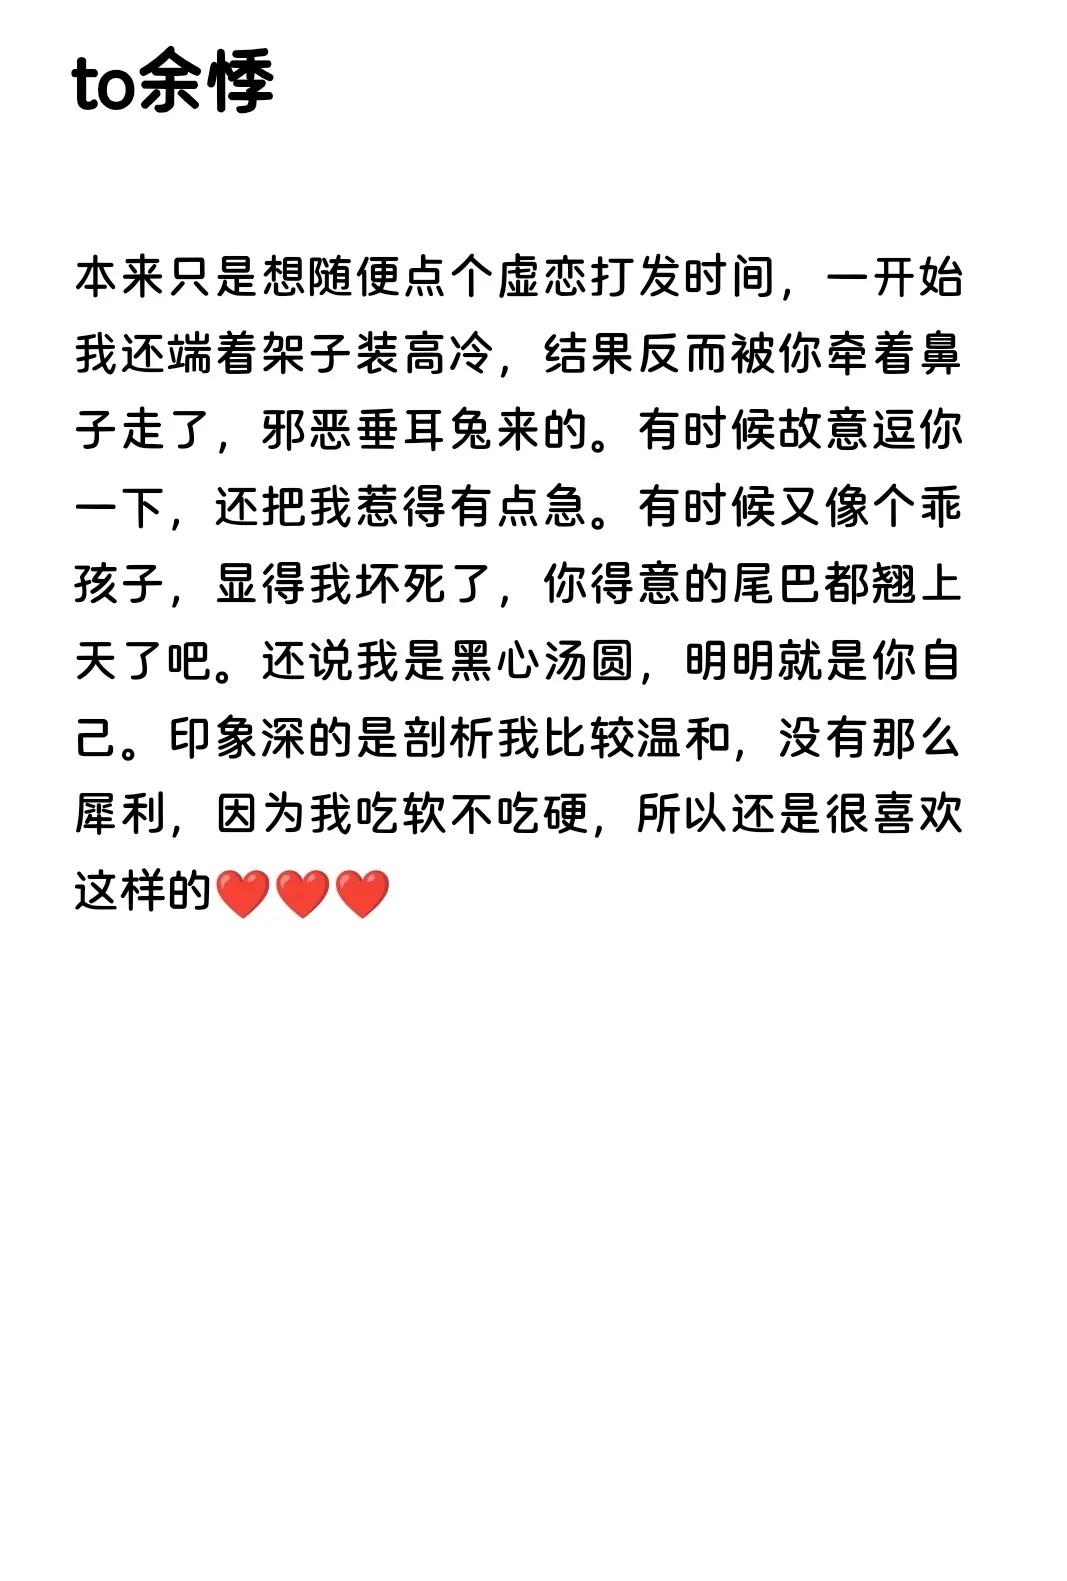 to余悸
本来只是想随便点个虚恋打发时间，一开始
我还端着架子装高冷，结果反而被你牵着鼻
子走了，邪恶垂耳兔来的。有时候故意逗你
一下，还把我惹得有点急。有时候又像个乖
孩子，显得我坏死了，你得意的尾巴都翘上
天了吧。还说我是黑心汤圆，明明就是你自
己。印象深的是剖析我比较温和，没有那么
犀利，因为我吃软不吃硬，所以还是很喜欢
这样的❤️❤️❤️